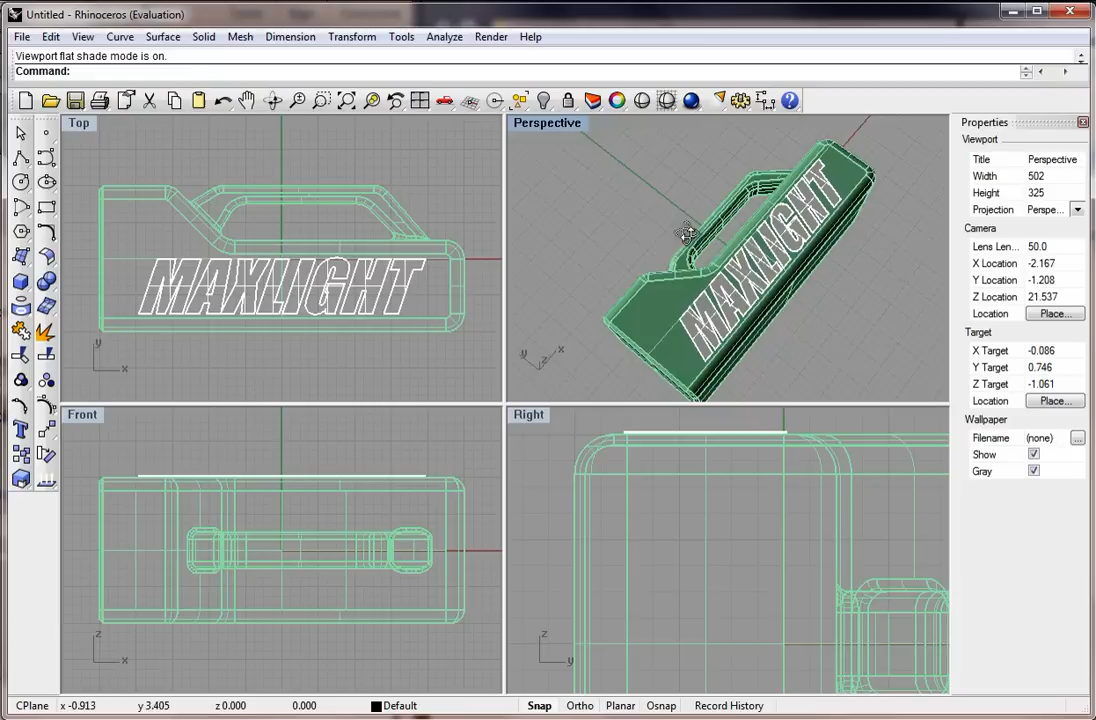 Untitled - Rhinoceros (Evaluation)
File Edit View Curve Surface Solid Mesh Dimension Transform Tools Analyze Render Help
Viewport flat shade mode is on.
Command:
Top
Perspective
Properties
Viewport
Title Perspective
Width 502
Height 325
Projection Perspe...
Camera
Lens Len... 50.0
X Location -2.167
Y Location -1.208
Z Location 21.537
Location Place...
Target
X Target -0.086
Y Target 0.746
Z Target -1.061
Location Place...
Wallpaper
Filename (none) ...
Show
Gray
MAXLIGHT
MAXLIGHT
y
x
y
z
x
Front
Right
z
x
z
y
CPlane x -0.913 y 3.405 z 0.000 0.000 Default Snap Ortho Planar Osnap Record History